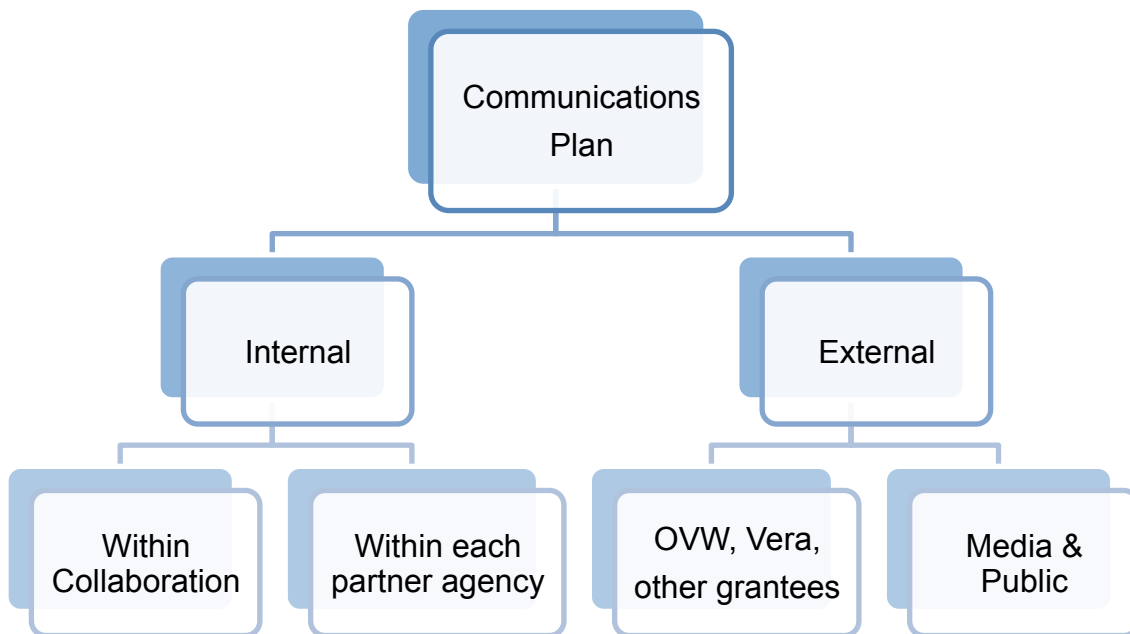 Communications
Plan
Internal
External
Within
Collaboration
Within each
partner agency
OVW, Vera,
other grantees
Media &
Public